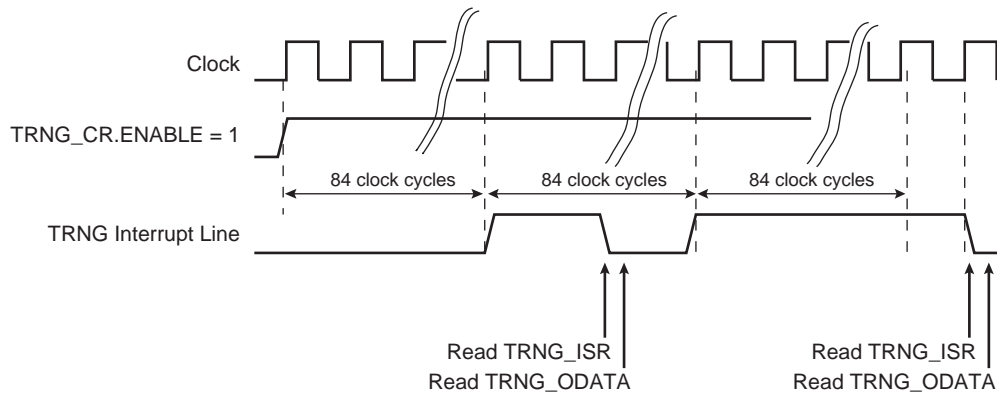 Clock
TRNG_CR.ENABLE = 1
84 clock cycles
84 clock cycles
84 clock cycles
TRNG Interrupt Line
Read TRNG_ISR
Read TRNG_ISR
Read TRNG_ODATA
Read TRNG_ODATA